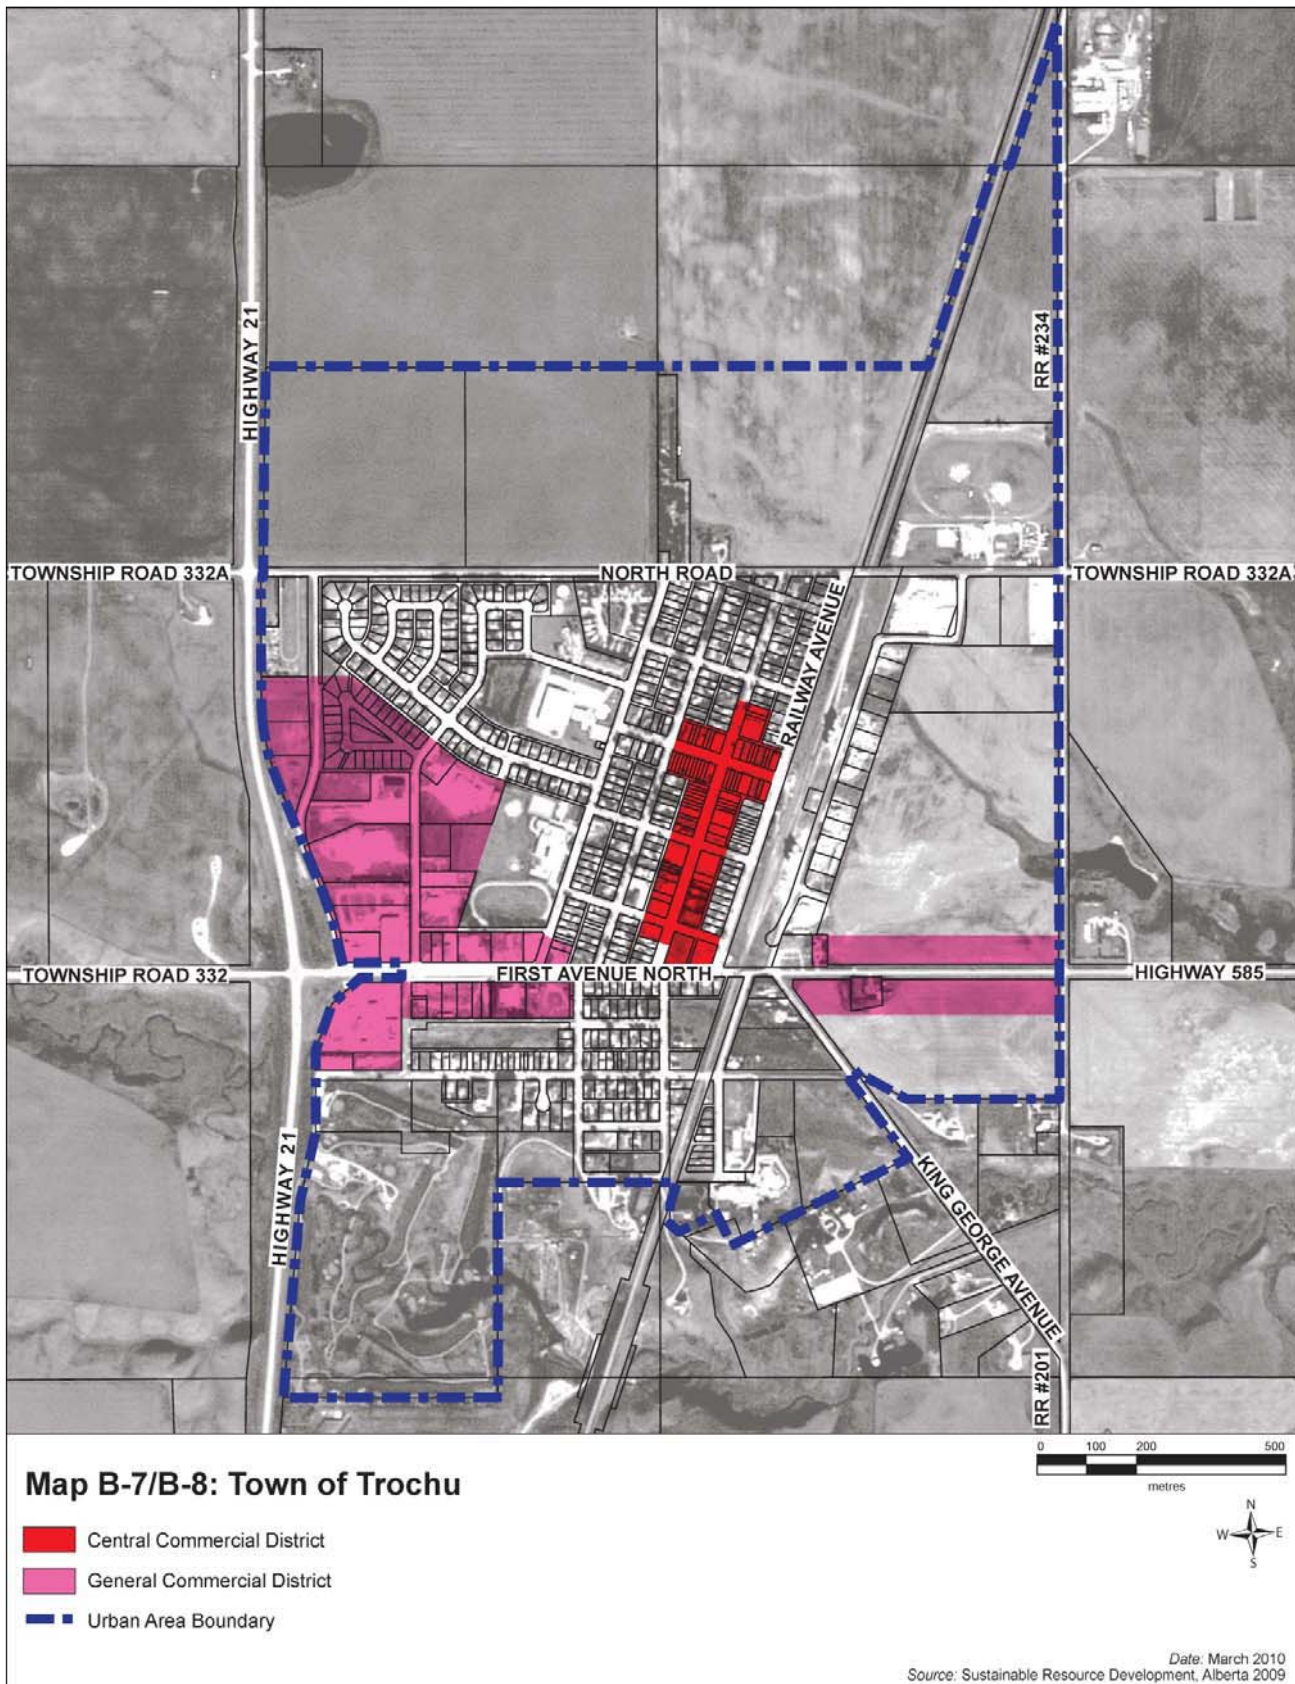 HIGHWAY 21
RR #234
TOWNSHIP ROAD 332A
NORTH ROAD
TOWNSHIP ROAD 332A
RAILWAY AVENUE
TOWNSHIP ROAD 332
FIRST AVENUE NORTH
HIGHWAY 585
HIGHWAY 21
KING GEORGE AVENUE
RR #201
Map B-7/B-8: Town of Trochu
Central Commercial District
General Commercial District
Urban Area Boundary
0 100 200 500
metres
N
W E
S
Date: March 2010
Source: Sustainable Resource Development, Alberta 2009